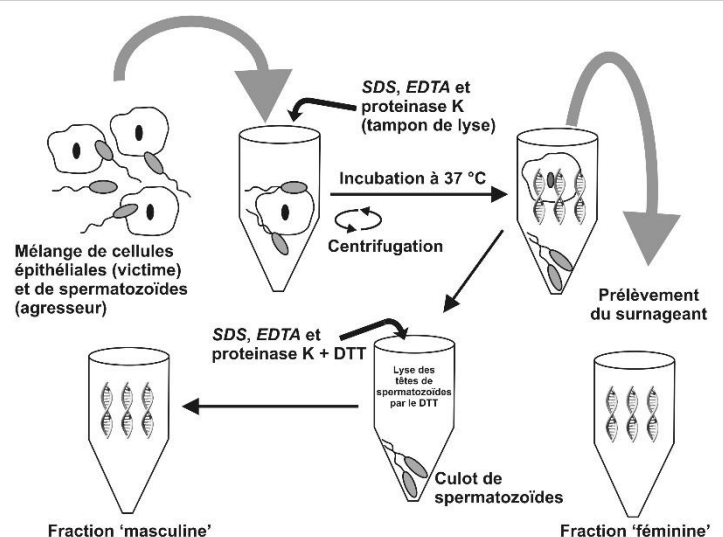 SDS, EDTA et
proteinase K
(tampon de lyse)
Incubation à 37 °C
Centrifugation
Mélange de cellules
épithéliales (victime)
et de spermatozoïdes
(agresseur)
Prélèvement
du surnageant
SDS, EDTA et
proteinase K + DTT
Lyse des
têtes de
spermatozoïdes
par le DTT
Culot de
spermatozoïdes
Fraction 'masculine'
Fraction 'féminine'